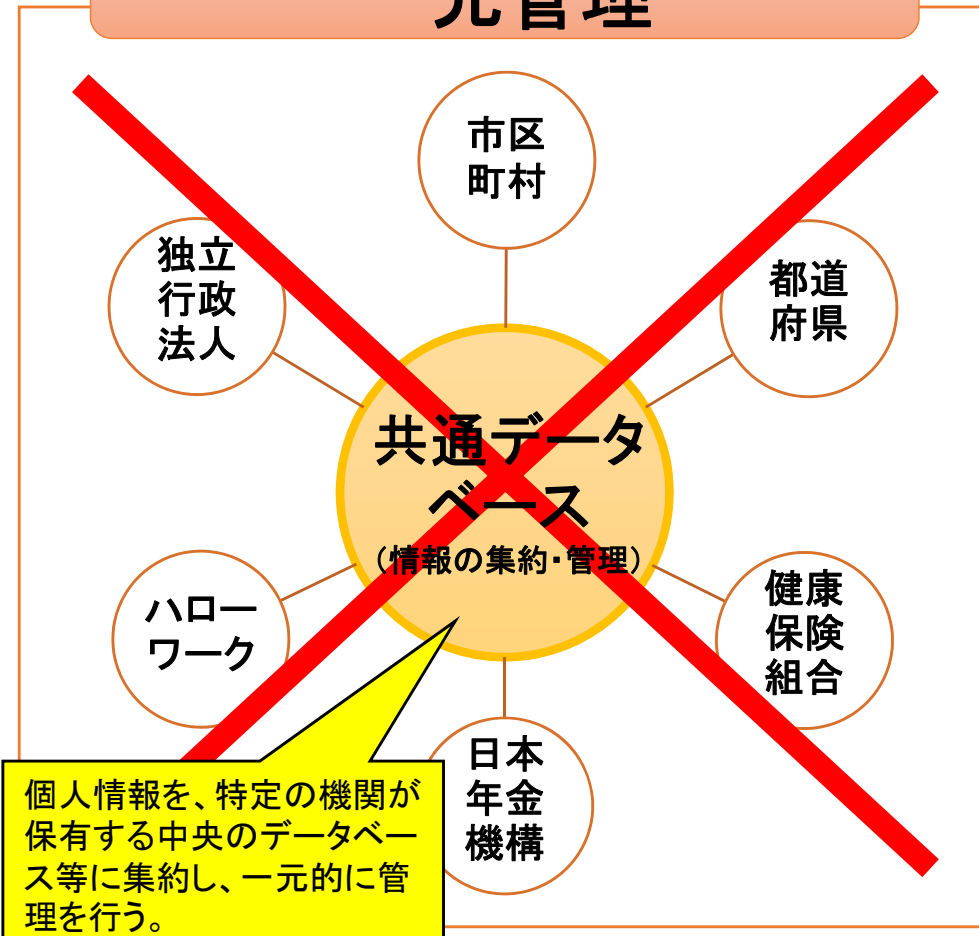 元管理
市区
町村
独立
行政
法人
都道
府県
共通データ
ベース
（情報の集約・管理）
ハロー
ワーク
健康
保険
組合
日本
年金
機構
個人情報を、特定の機関が
保有する中央のデータベー
ス等に集約し、一元的に管
理を行う。